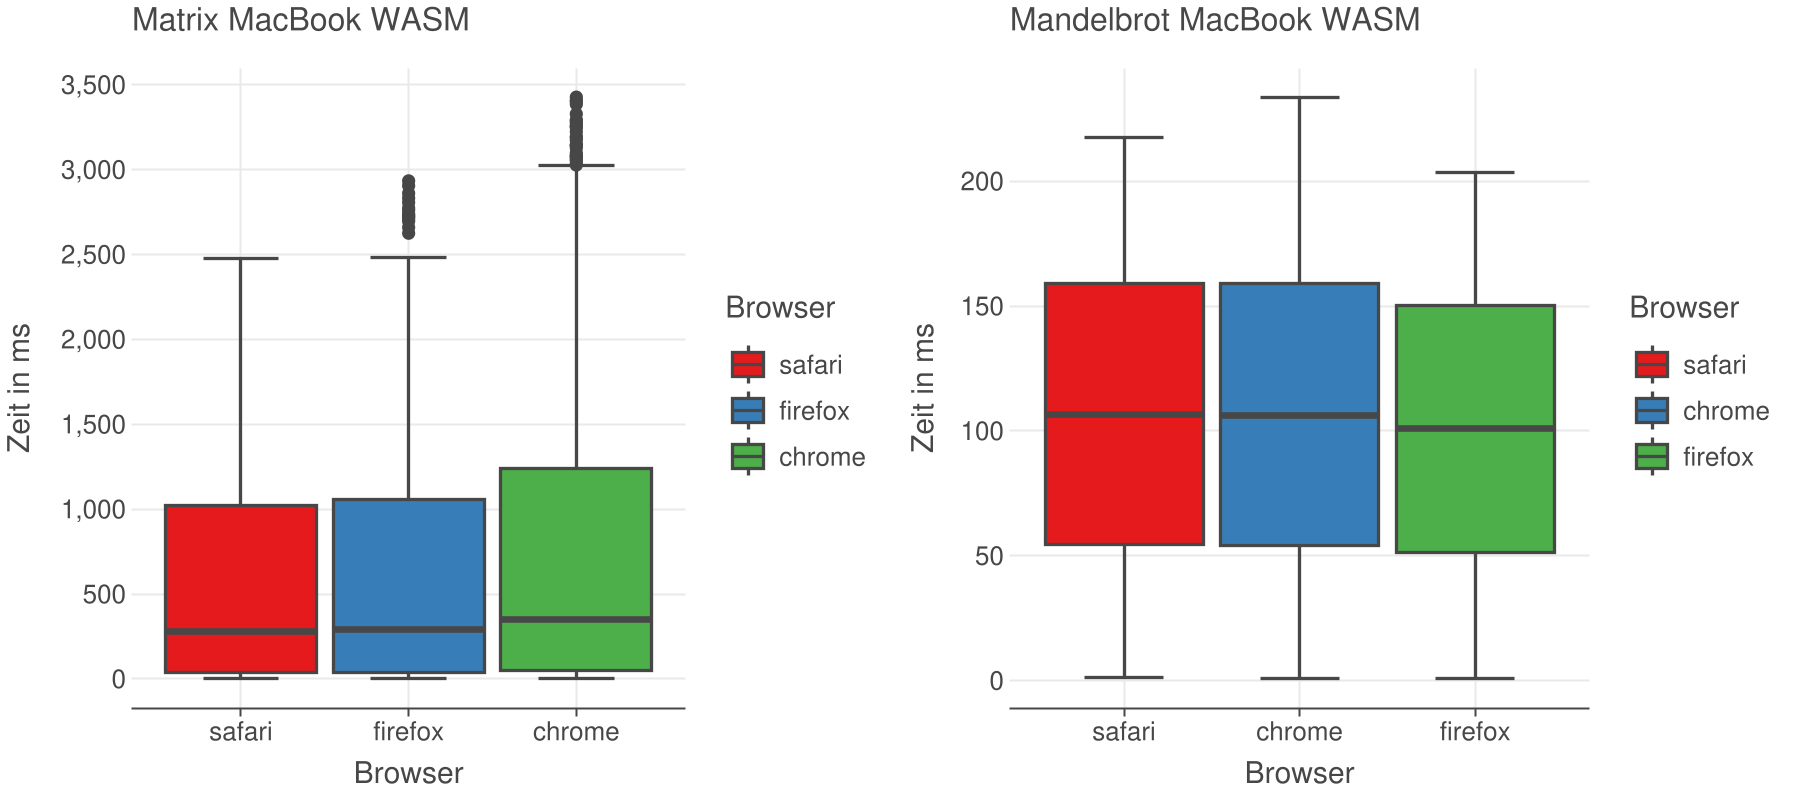 Matrix MacBook WASM
3,500
3,000
2,500
2,000
1,500
1,000
500
0
Zeit in ms
safari
firefox
chrome
Browser
Browser
safari
firefox
chrome
Mandelbrot MacBook WASM
200
150
100
50
0
Zeit in ms
safari
chrome
firefox
Browser
Browser
safari
chrome
firefox